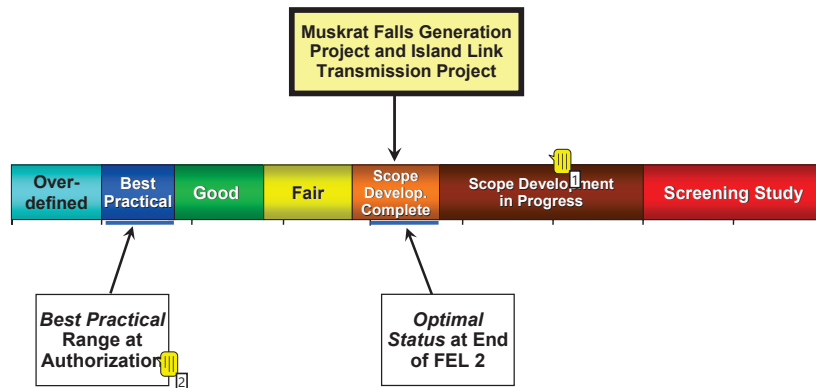 Muskrat Falls Generation
Project and Island Link
Transmission Project
Over-
defined
Best
Practical
Good
Fair
Scope
Develop.
Complete
Scope Development
in Progress
1
Screening Study
Best Practical
Range at
Authorization
2
Optimal
Status at End
of FEL 2